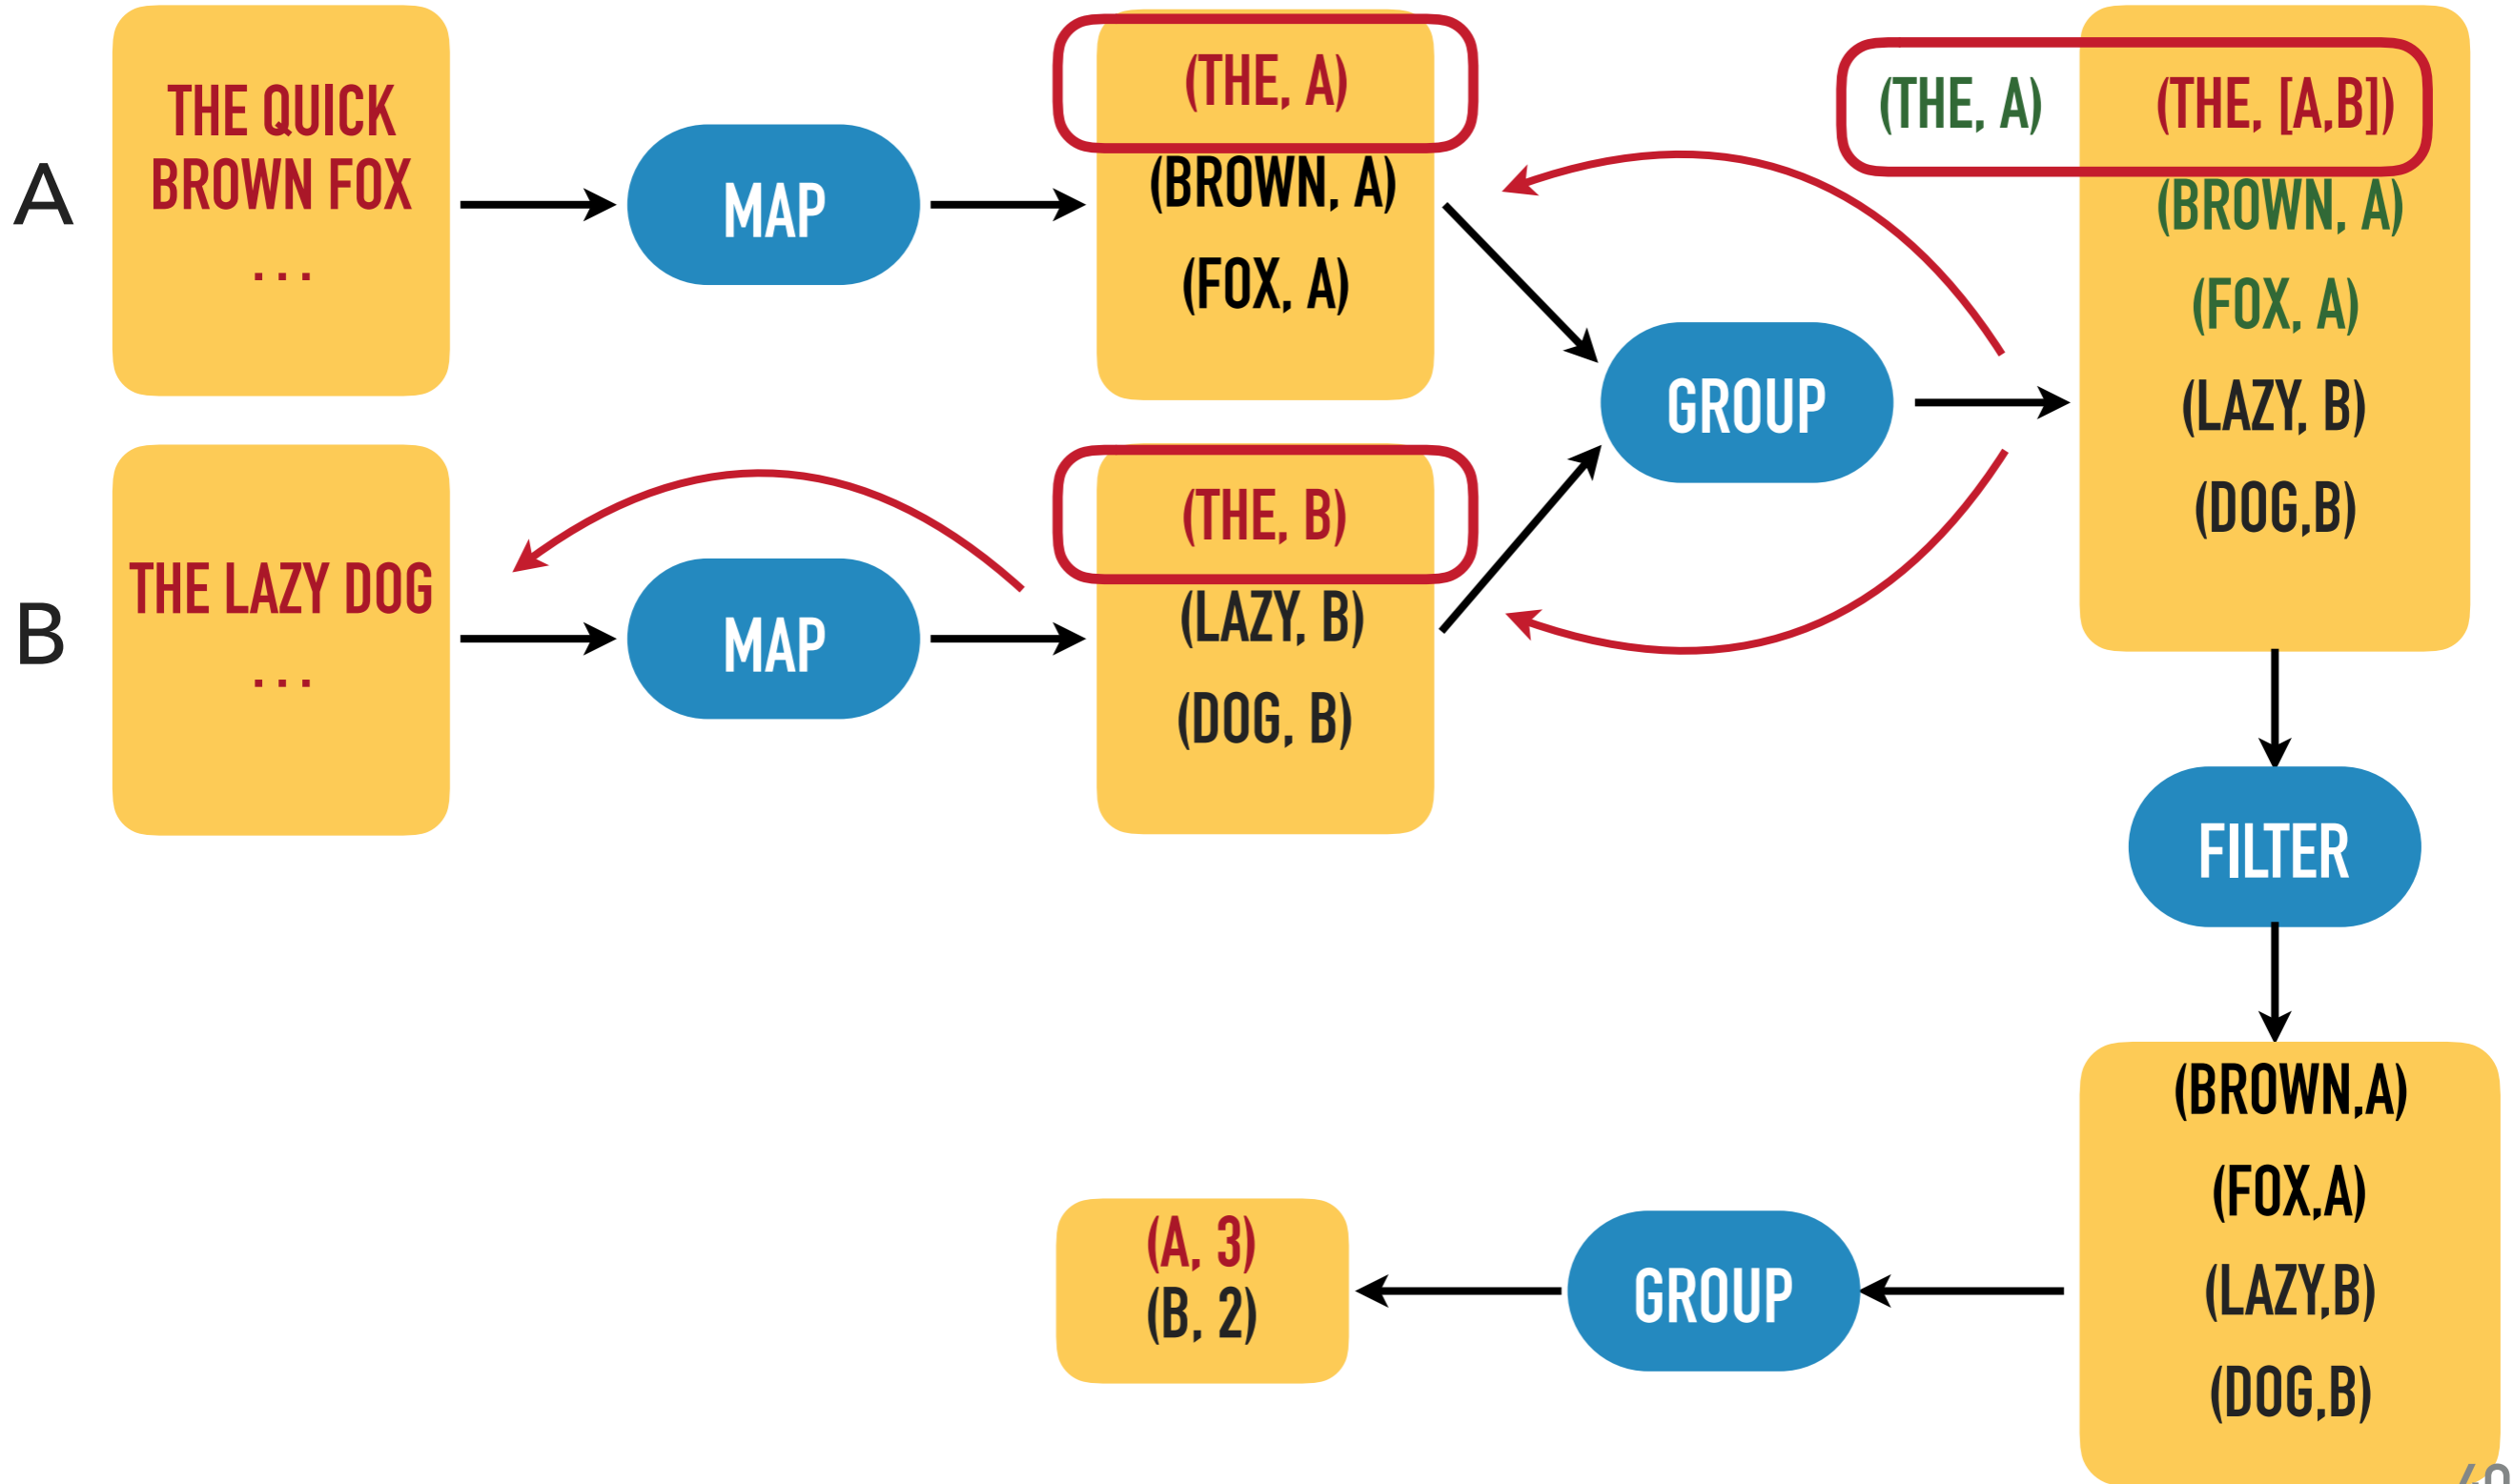 A
THE QUICK
BROWN FOX
...
MAP
(THE, A)
(BROWN, A)
(FOX, A)
B
THE LAZY DOG
...
MAP
(THE, B)
(LAZY, B)
(DOG, B)
GROUP
(THE, A) (THE, [A,B])
(BROWN, A)
(FOX, A)
(LAZY, B)
(DOG,B)
FILTER
(BROWN,A)
(FOX,A)
(LAZY,B)
(DOG,B)
GROUP
(A, 3)
(B, 2)